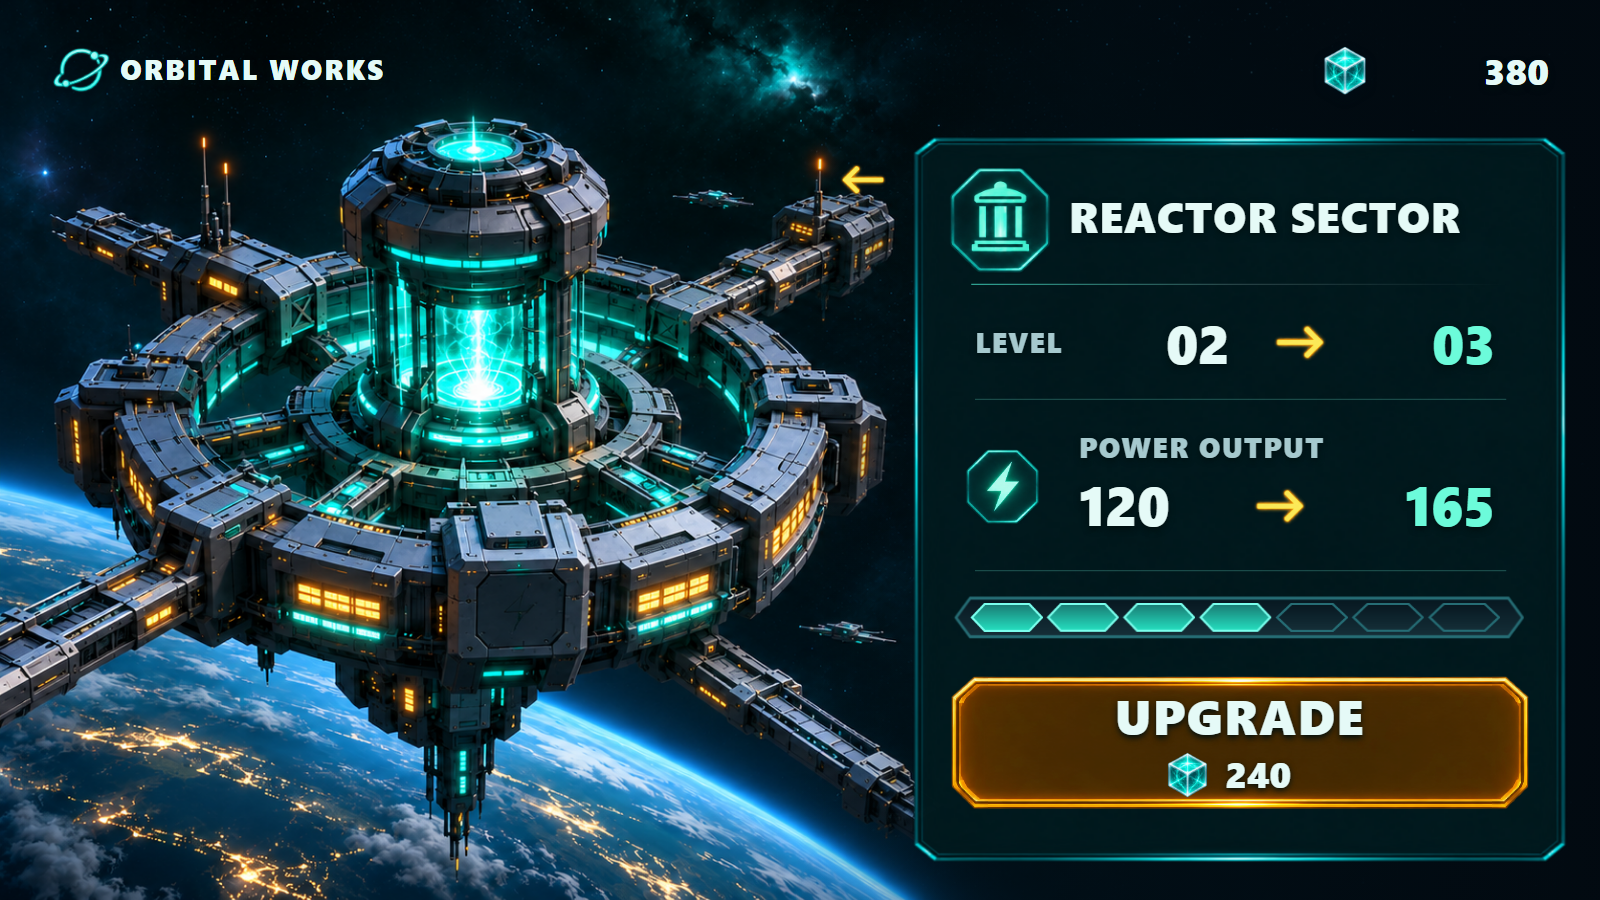 ORBITAL WORKS
380
REACTOR SECTOR
LEVEL 02 → 03
POWER OUTPUT
120 → 165
UPGRADE
240